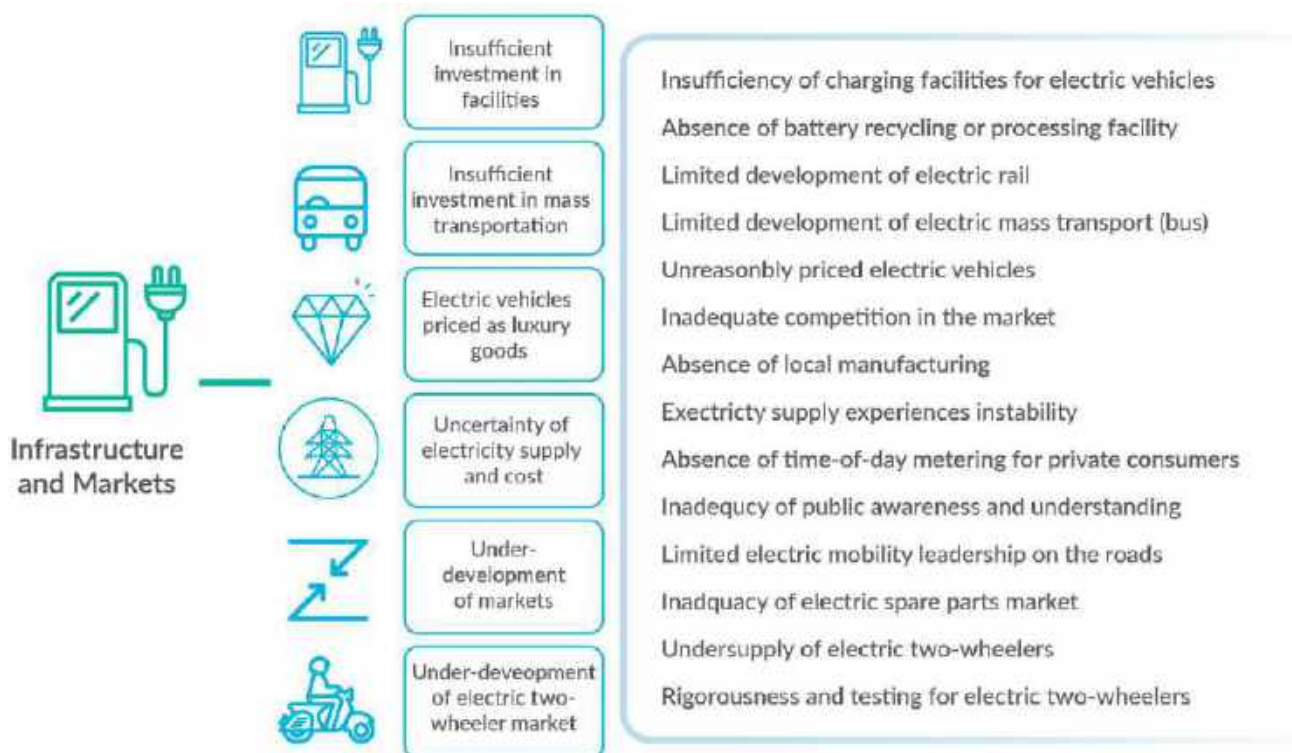 Infrastructure
and Markets
Insufficient
investment in
facilities
Insufficient
investment in mass
transportation
Electric vehicles
priced as luxury
goods
Uncertainty of
electricity supply
and cost
Under-
development
of markets
Under-deveopment
of electric two-
wheeler market
Insufficiency of charging facilities for electric vehicles
Absence of battery recycling or processing facility
Limited development of electric rail
Limited development of electric mass transport (bus)
Unreasonbly priced electric vehicles
Inadequate competition in the market
Absence of local manufacturing
Exectricty supply experiences instability
Absence of time-of-day metering for private consumers
Inadequcy of public awareness and understanding
Limited electric mobility leadership on the roads
Inadquacy of electric spare parts market
Undersupply of electric two-wheelers
Rigorousness and testing for electric two-wheelers